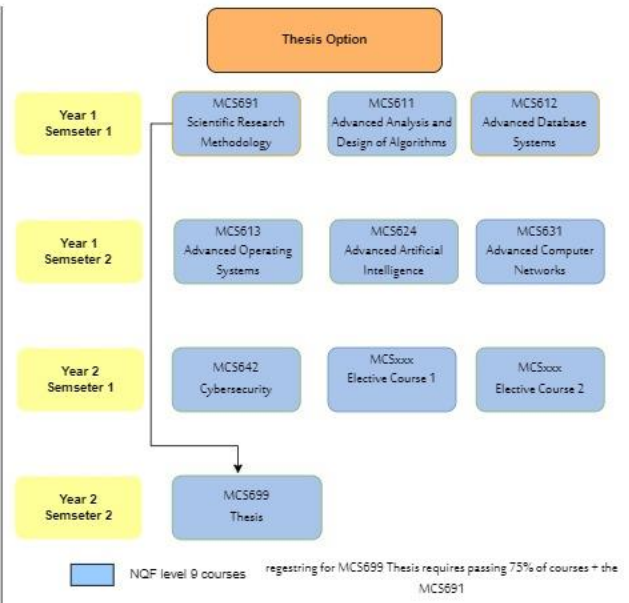 Thesis Option
Year 1
Semseter 1
MCS691
Scientific Research
Methodology
MCS611
Advanced Analysis and
Design of Algorithms
MCS612
Advanced Database
Systems
Year 1
Semseter 2
MCS613
Advanced Operating
Systems
MCS624
Advanced Artificial
Intelligence
MCS631
Advanced Computer
Networks
Year 2
Semseter 1
MCS642
Cybersecurity
MCSxxx
Elective Course 1
MCSxxx
Elective Course 2
Year 2
Semseter 2
MCS699
Thesis
NQF level 9 courses
regestring for MCS699 Thesis requires passing 75% of courses + the
MCS691